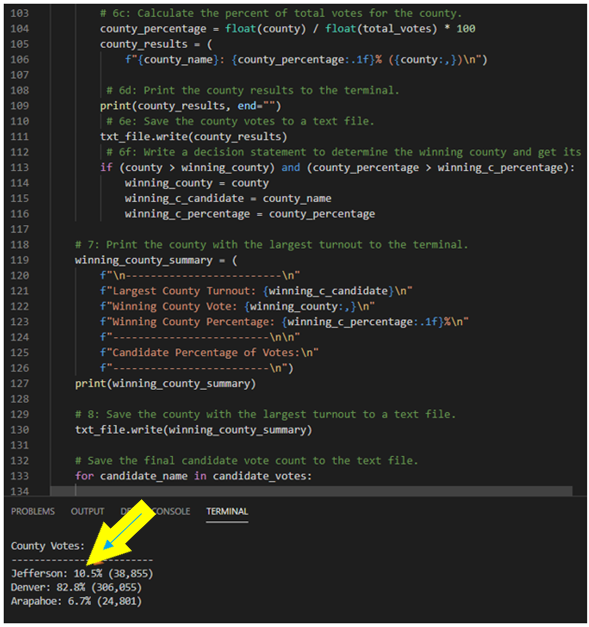 103 # 6c: Calculate the percent of total votes for the county.
104 county_percentage = float(county) / float(total_votes) * 100
105 county_results = (
106 f"{county_name}: {county_percentage:.1f}% ({county:,})\n")
107
108 # 6d: Print the county results to the terminal.
109 print(county_results, end="")
110 # 6e: Save the county votes to a text file.
111 txt_file.write(county_results)
112 # 6f: Write a decision statement to determine the winning county and get its
113 if (county > winning_county) and (county_percentage > winning_c_percentage):
114 winning_county = county
115 winning_c_candidate = county_name
116 winning_c_percentage = county_percentage
117
118 # 7: Print the county with the largest turnout to the terminal.
119 winning_county_summary = (
120 f"\n-------------------------\n"
121 f"Largest County Turnout: {winning_c_candidate}\n"
122 f"Winning County Vote: {winning_county:,}\n"
123 f"Winning County Percentage: {winning_c_percentage:.1f}%\n"
124 f"-------------------------\n\n"
125 f"Candidate Percentage of Votes:\n"
126 f"-------------------------\n")
127 print(winning_county_summary)
128
129 # 8: Save the county with the largest turnout to a text file.
130 txt_file.write(winning_county_summary)
131
132 # Save the final candidate vote count to the text file.
133 for candidate_name in candidate_votes:
134
PROBLEMS OUTPUT CONSOLE TERMINAL
County Votes:
-------------------------
Jefferson: 10.5% (38,855)
Denver: 82.8% (306,055)
Arapahoe: 6.7% (24,801)